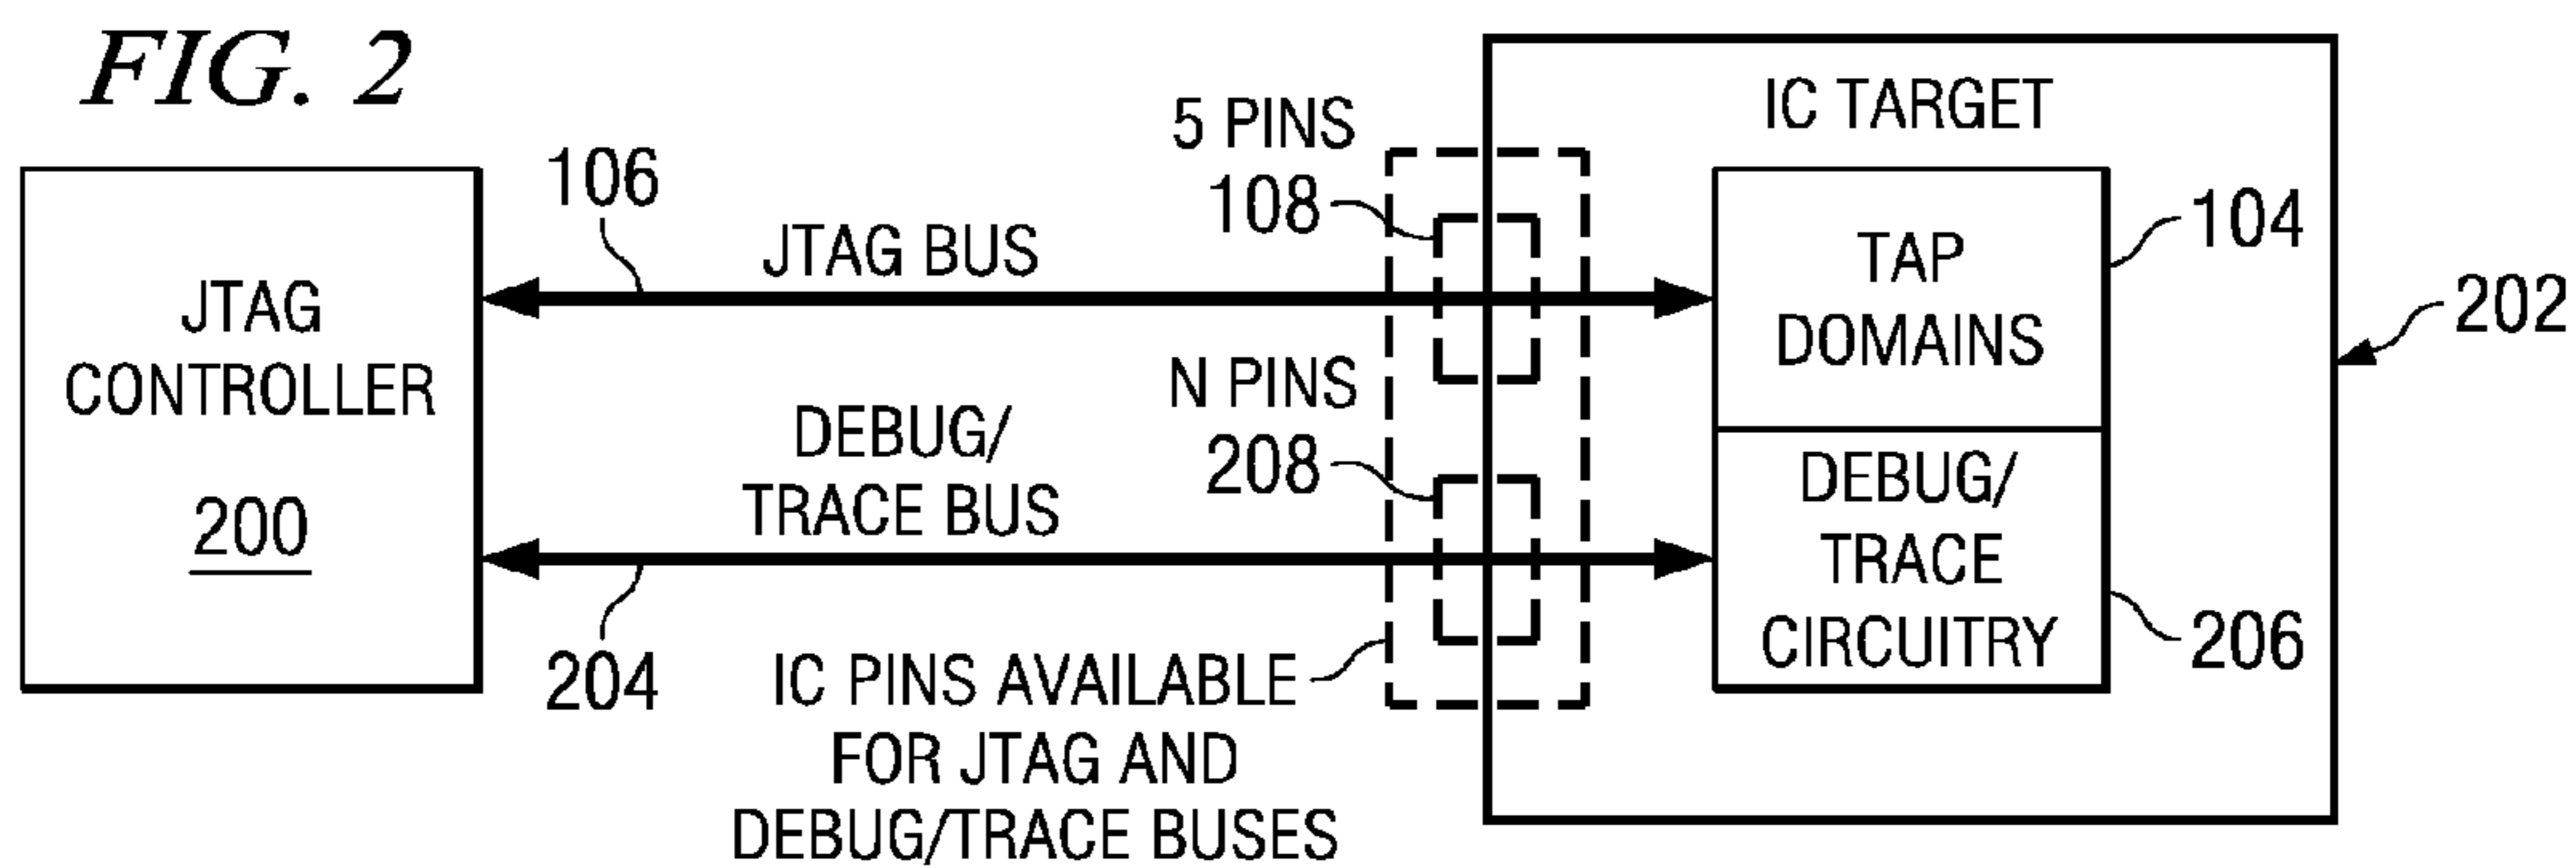 FIG. 2
JTAG
CONTROLLER
200
106
JTAG BUS
DEBUG/
TRACE BUS
204
5 PINS
108
N PINS
208
IC PINS AVAILABLE
FOR JTAG AND
DEBUG/TRACE BUSES
IC TARGET
TAP
DOMAINS
104
DEBUG/
TRACE
CIRCUITRY
206
202